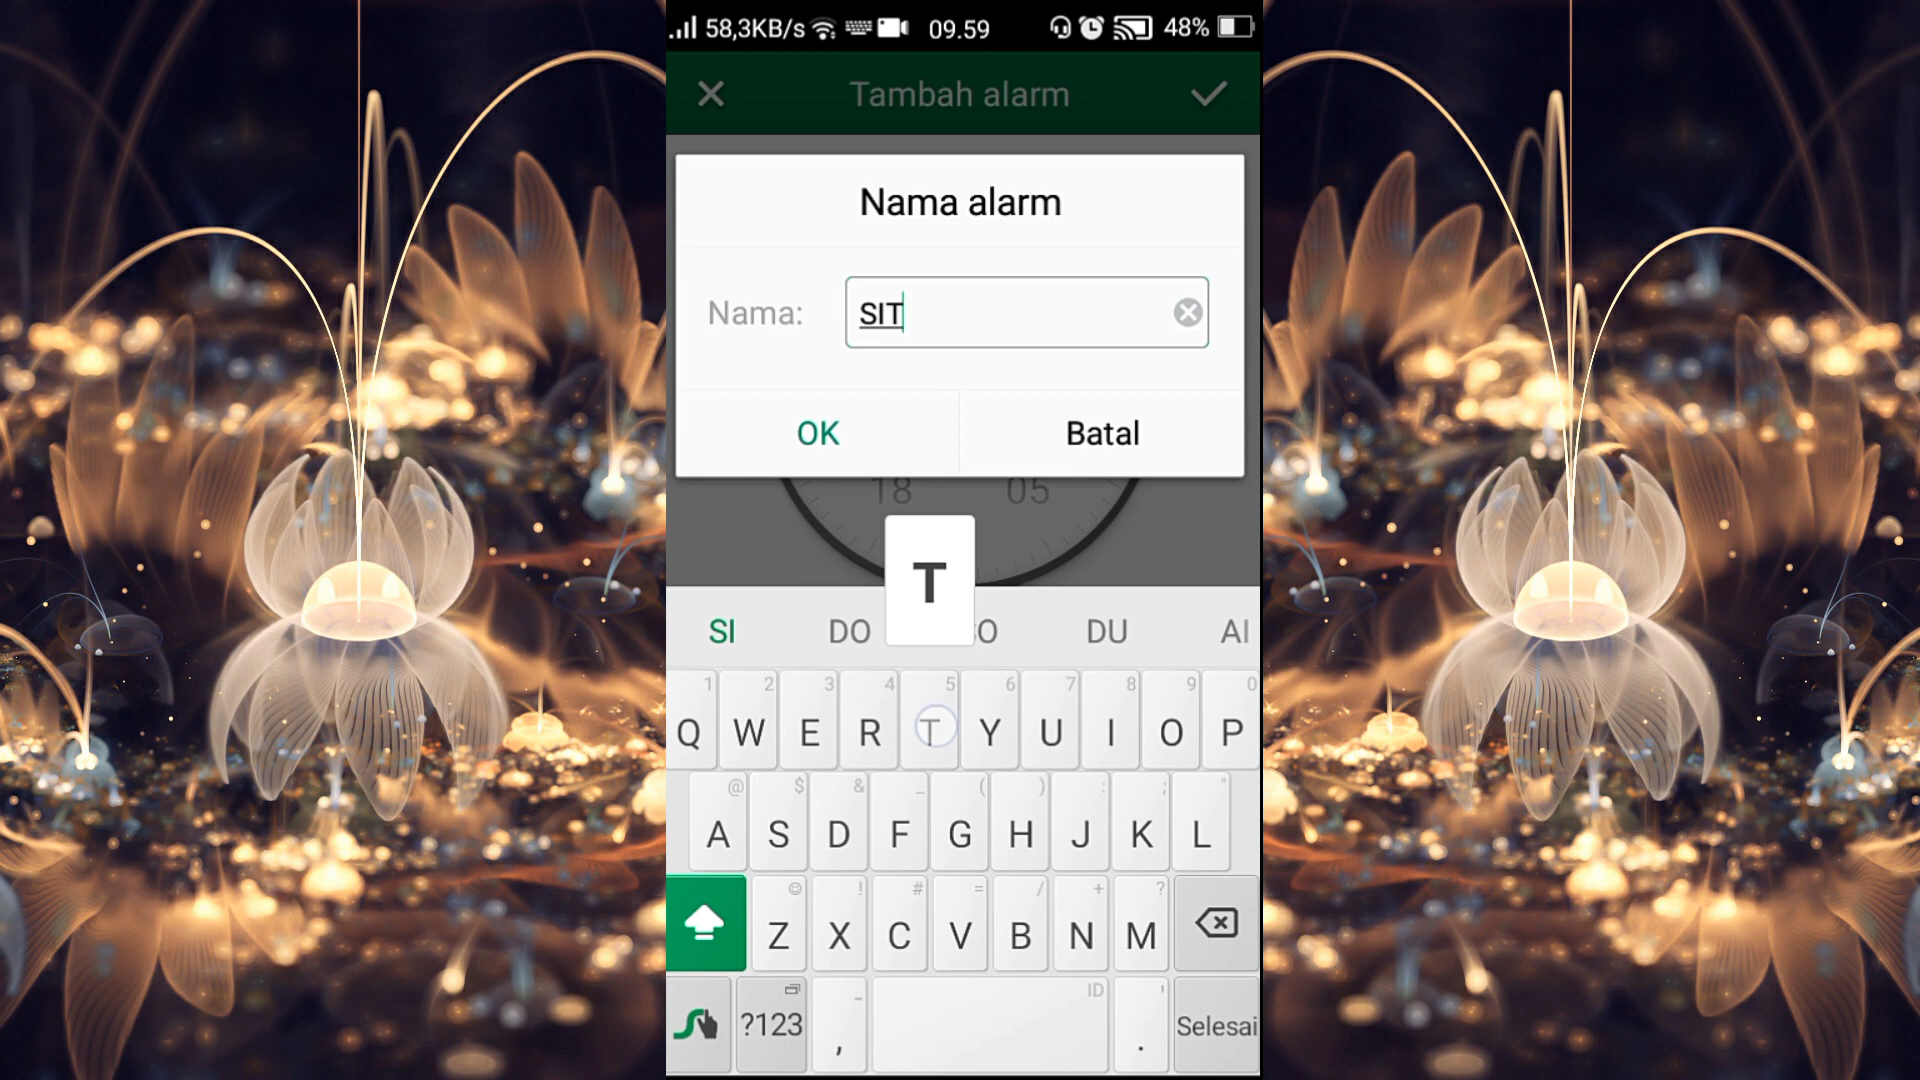 58,3KB/s 09.59 48%
Tambah alarm
Nama alarm
Nama: SIT
OK Batal
18 05
T
SI DO O DU AI
1 2 3 4 5 6 7 8 9 0
Q W E R T Y U I O P
@ $ & _ ( ) : ; "
A S D F G H J K L
! # = / + ?
Z X C V B N M
ID
?123 , . Selesai